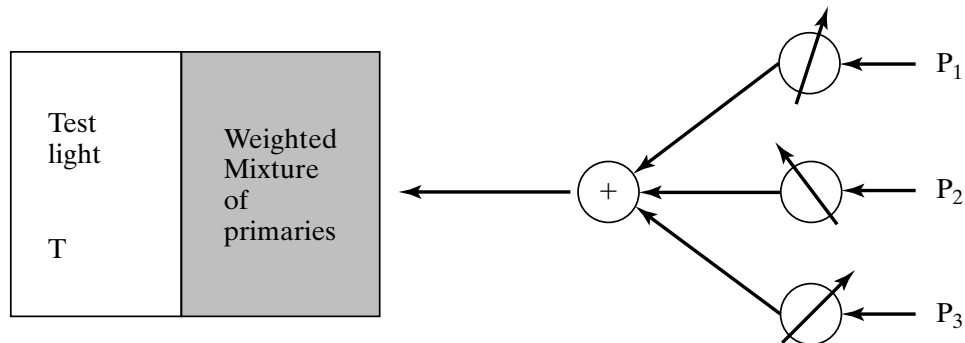 Test
light
T
Weighted
Mixture
of
primaries
+
P₁
P₂
P₃